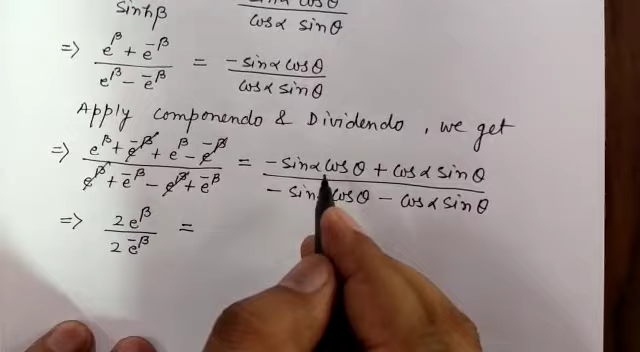 sinhβ cosα sinθ
=> e^β + e^-β / e^β - e^-β = -sinα cosθ / cosα sinθ
Apply Componendo & Dividendo, we get
=> e^β + e^-β + e^β - e^-β / e^β + e^-β - e^β + e^-β = -sinα cosθ + cosα sinθ / - sin cosθ - cosα sinθ
=> 2e^β / 2e^-β =